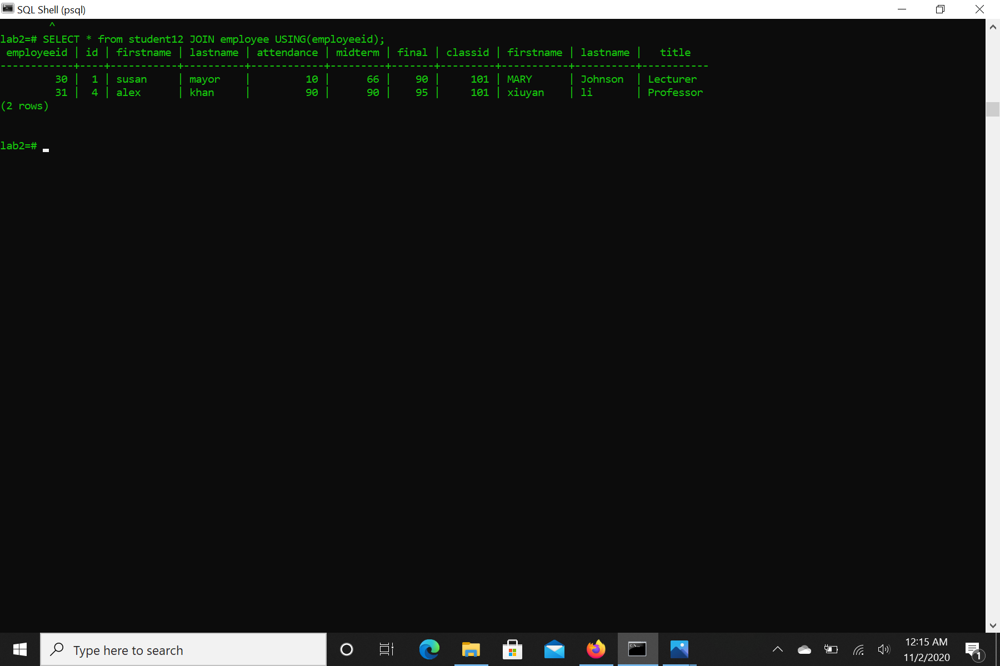 SQL Shell (psql)
^
lab2=# SELECT * from student12 JOIN employee USING(employeeid);
 employeeid | id | firstname | lastname | attendance | midterm | final | classid | firstname | lastname |   title
------------+----+-----------+----------+------------+---------+-------+---------+-----------+----------+-----------
         30 |  1 | susan     | mayor    |         10 |      66 |    90 |     101 | MARY      | Johnson  | Lecturer
         31 |  4 | alex      | khan     |         90 |      90 |    95 |     101 | xiuyan    | li       | Professor
(2 rows)
lab2=#
Type here to search
12:15 AM
11/2/2020
1